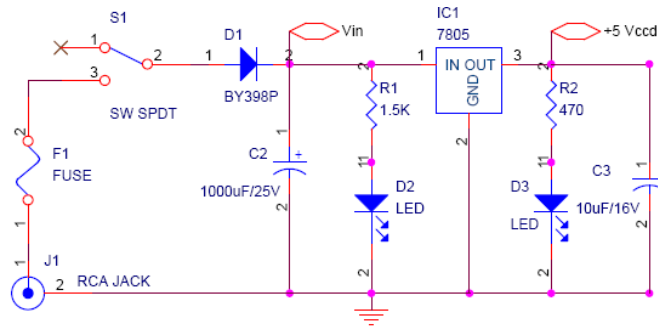 S1
1
2
3
SW SPDT
D1
1
2
BY398P
Vin
IC1
7805
1
IN OUT
GND
3
2
+5 Vccd
2
R1
1.5K
2
R2
470
2
F1
FUSE
1
C2
1
+
1000uF/25V
2
11
D2
LED
2
11
D3
LED
2
C3
1
10uF/16V
2
J1
1
2
RCA JACK